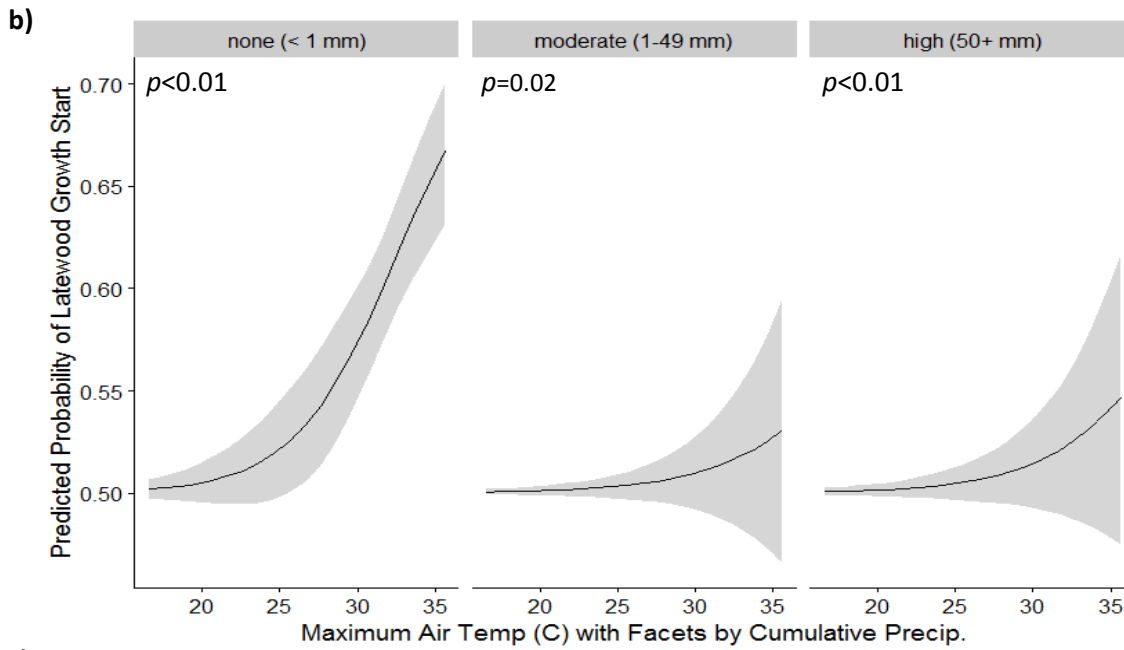 b)
none (< 1 mm) moderate (1-49 mm) high (50+ mm)
p<0.01 p=0.02 p<0.01
Predicted Probability of Latewood Growth Start
0.70
0.65
0.60
0.55
0.50
20 25 30 35 20 25 30 35 20 25 30 35
Maximum Air Temp (C) with Facets by Cumulative Precip.